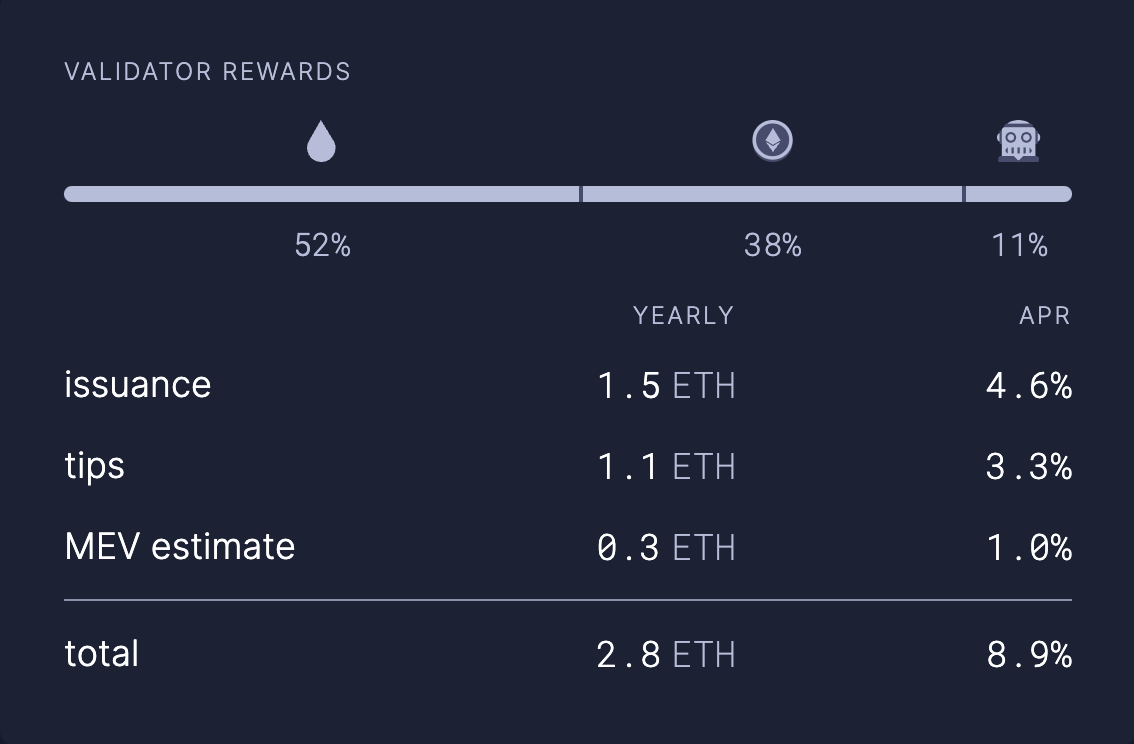 VALIDATOR REWARDS
52% 38% 11%
YEARLY APR
issuance 1.5 ETH 4.6%
tips 1.1 ETH 3.3%
MEV estimate 0.3 ETH 1.0%
total 2.8 ETH 8.9%